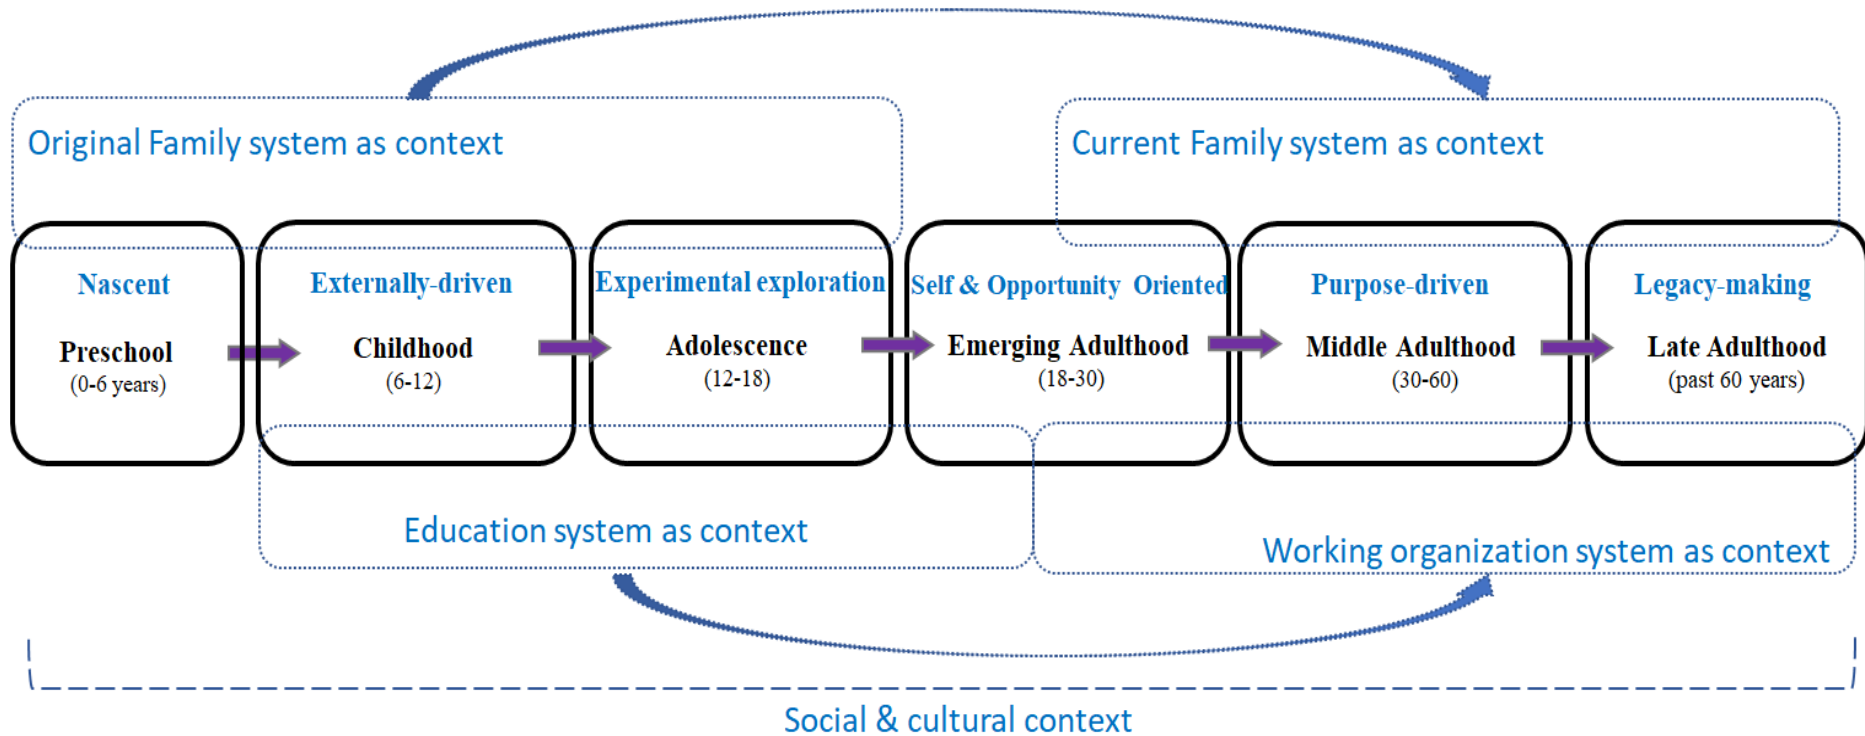 Original Family system as context
Current Family system as context
Nascent
Preschool
(0-6 years)
Externally-driven
Childhood
(6-12)
Experimental exploration
Adolescence
(12-18)
Self & Opportunity Oriented
Emerging Adulthood
(18-30)
Purpose-driven
Middle Adulthood
(30-60)
Legacy-making
Late Adulthood
(past 60 years)
Education system as context
Working organization system as context
Social & cultural context